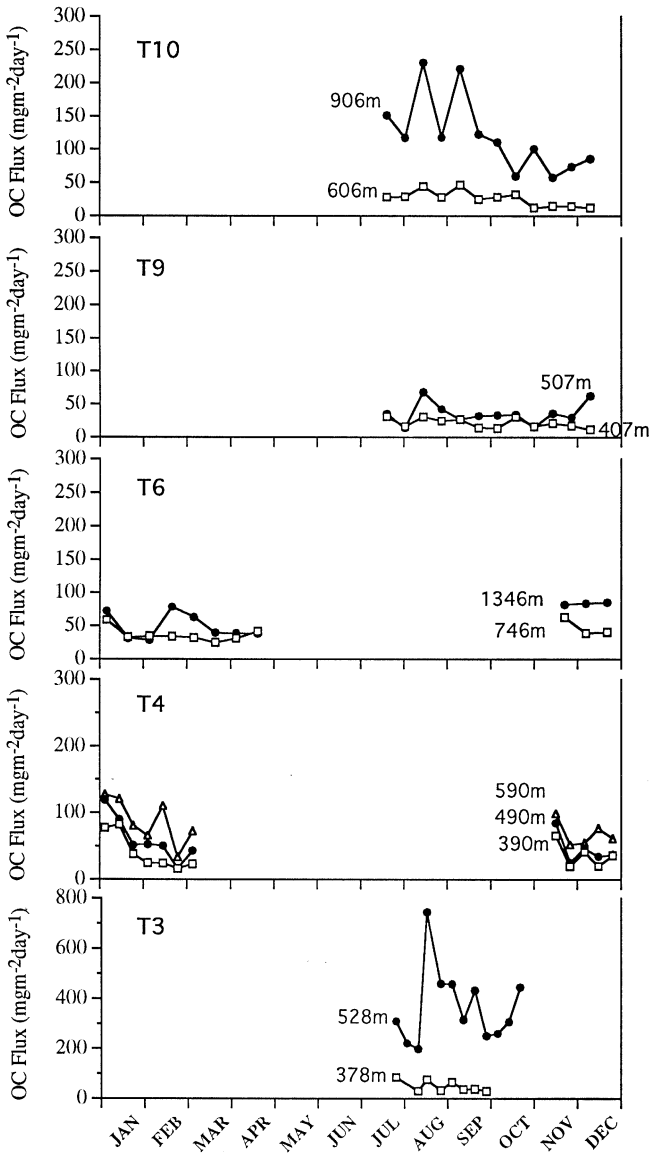 OC Flux (mgm-2day-1)
300
250
200
150
100
50
0
T10
906m
606m
OC Flux (mgm-2day-1)
300
250
200
150
100
50
0
T9
507m
407m
OC Flux (mgm-2day-1)
300
250
200
150
100
50
0
T6
1346m
746m
OC Flux (mgm-2day-1)
300
200
100
0
T4
590m
490m
390m
OC Flux (mgm-2day-1)
800
600
400
200
0
T3
528m
378m
JAN FEB MAR APR MAY JUN JUL AUG SEP OCT NOV DEC